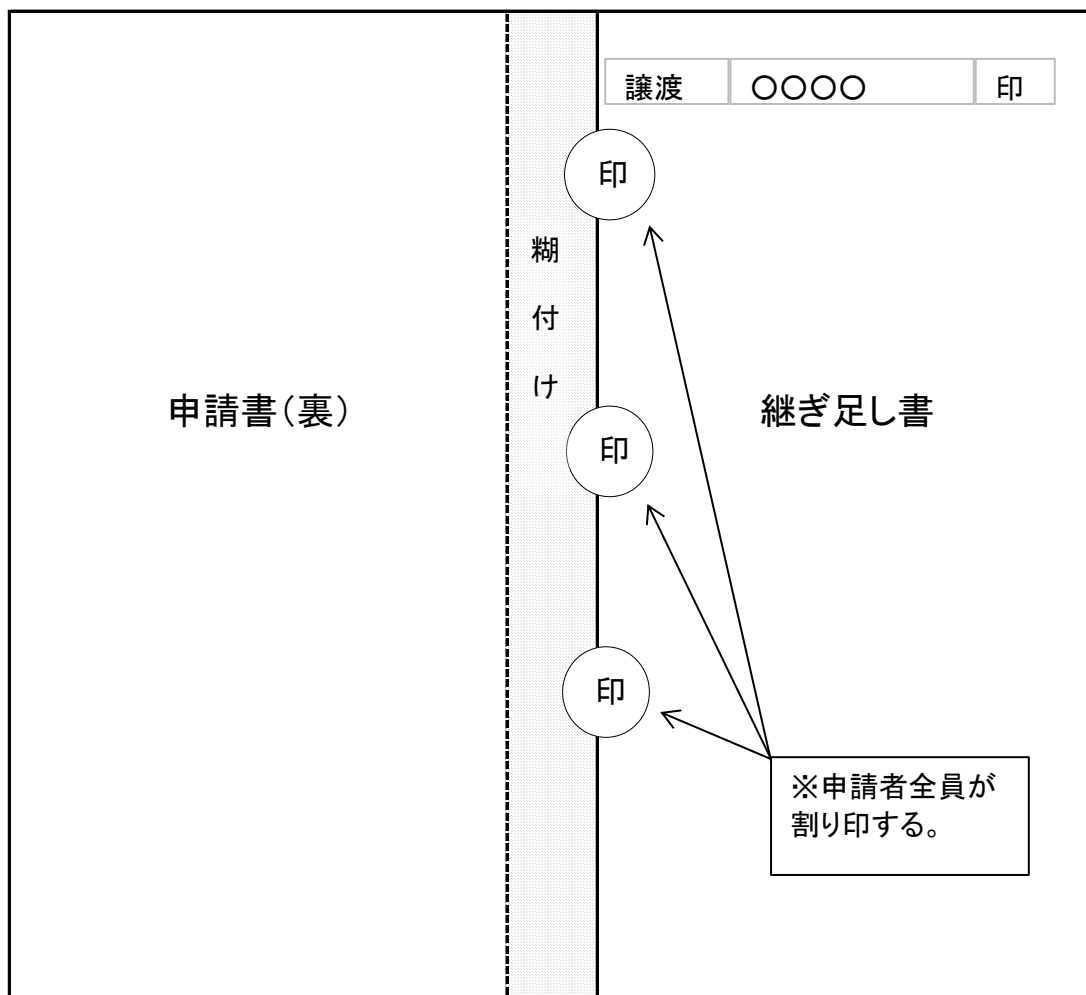 譲渡 〇〇〇〇 印
印
糊付け
申請書(裏)
印
継ぎ足し書
印
※申請者全員が
割り印する。